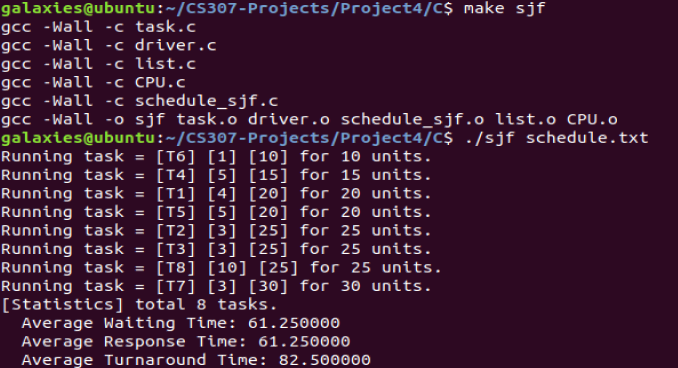 galaxies@ubuntu:~/CS307-Projects/Project4/C$ make sjf
gcc -Wall -c task.c
gcc -Wall -c driver.c
gcc -Wall -c list.c
gcc -Wall -c CPU.c
gcc -Wall -c schedule_sjf.c
gcc -Wall -o sjf task.o driver.o schedule_sjf.o list.o CPU.o
galaxies@ubuntu:~/CS307-Projects/Project4/C$ ./sjf schedule.txt
Running task = [T6] [1] [10] for 10 units.
Running task = [T4] [5] [15] for 15 units.
Running task = [T1] [4] [20] for 20 units.
Running task = [T5] [5] [20] for 20 units.
Running task = [T2] [3] [25] for 25 units.
Running task = [T3] [3] [25] for 25 units.
Running task = [T8] [10] [25] for 25 units.
Running task = [T7] [3] [30] for 30 units.
[Statistics] total 8 tasks.
  Average Waiting Time: 61.250000
  Average Response Time: 61.250000
  Average Turnaround Time: 82.500000